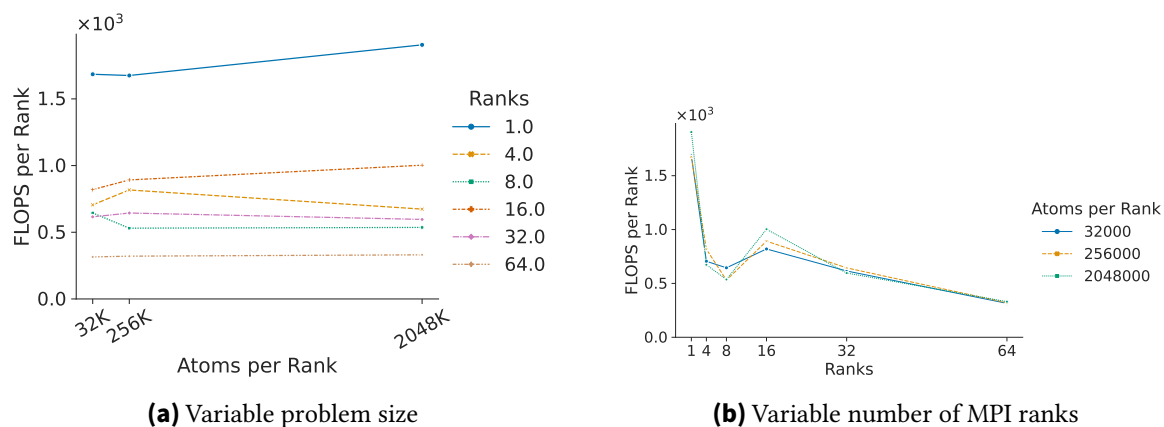 ×10³
FLOPS per Rank
1.5
1.0
0.5
0.0
32K
256K
2048K
Atoms per Rank
Ranks
1.0
4.0
8.0
16.0
32.0
64.0
(a) Variable problem size
×10³
FLOPS per Rank
1.5
1.0
0.5
0.0
1 4 8 16 32 64
Ranks
Atoms per Rank
32000
256000
2048000
(b) Variable number of MPI ranks